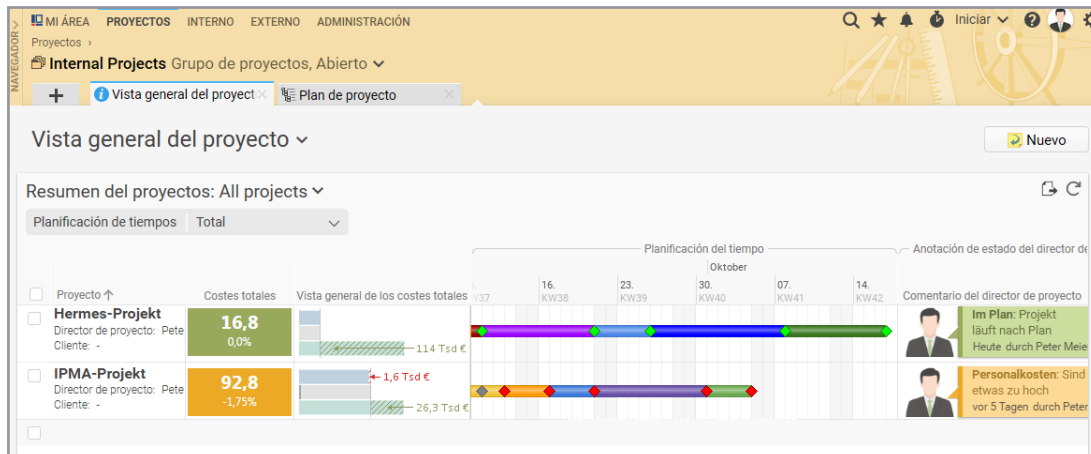 NAVEGADOR
MI ÁREA PROYECTOS INTERNO EXTERNO ADMINISTRACIÓN Iniciar
Proyectos ›
Internal Projects Grupo de proyectos, Abierto
Vista general del proyect Plan de proyecto
Vista general del proyecto
Nuevo
Resumen del proyectos: All projects
Planificación de tiempos Total
Planificación del tiempo Anotación de estado del director de
Oktober
16. 23. 30. 07. 14.
Proyecto Costes totales Vista general de los costes totales KW38 KW39 KW40 KW41 KW42 Comentario del director de proyecto
Hermes-Projekt
Director de proyecto: Pete
Cliente: -
16,8
0,0%
114 Tsd €
Im Plan: Projekt
läuft nach Plan
Heute durch Peter Meie
IPMA-Projekt
Director de proyecto: Pete
Cliente: -
92,8
-1,75%
1,6 Tsd €
26,3 Tsd €
Personalkosten: Sind
etwas zu hoch
vor 5 Tagen durch Peter